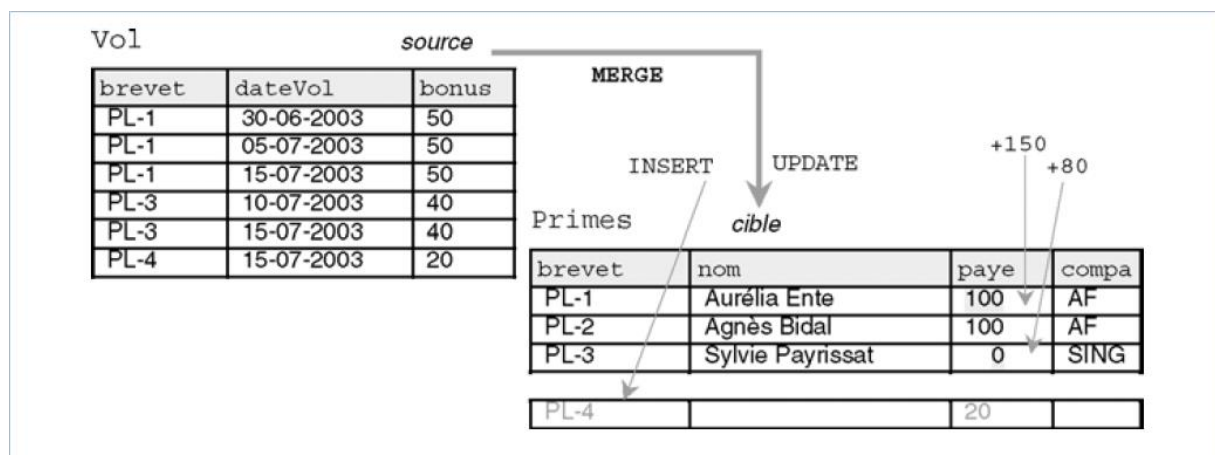 Vol source
MERGE
brevet dateVol bonus
PL-1 30-06-2003 50
PL-1 05-07-2003 50
PL-1 15-07-2003 50
PL-3 10-07-2003 40
PL-3 15-07-2003 40
PL-4 15-07-2003 20
INSERT UPDATE
+150
+80
Primes cible
brevet nom paye compa
PL-1 Aurélia Ente 100 AF
PL-2 Agnès Bidal 100 AF
PL-3 Sylvie Payrissat 0 SING
PL-4 20